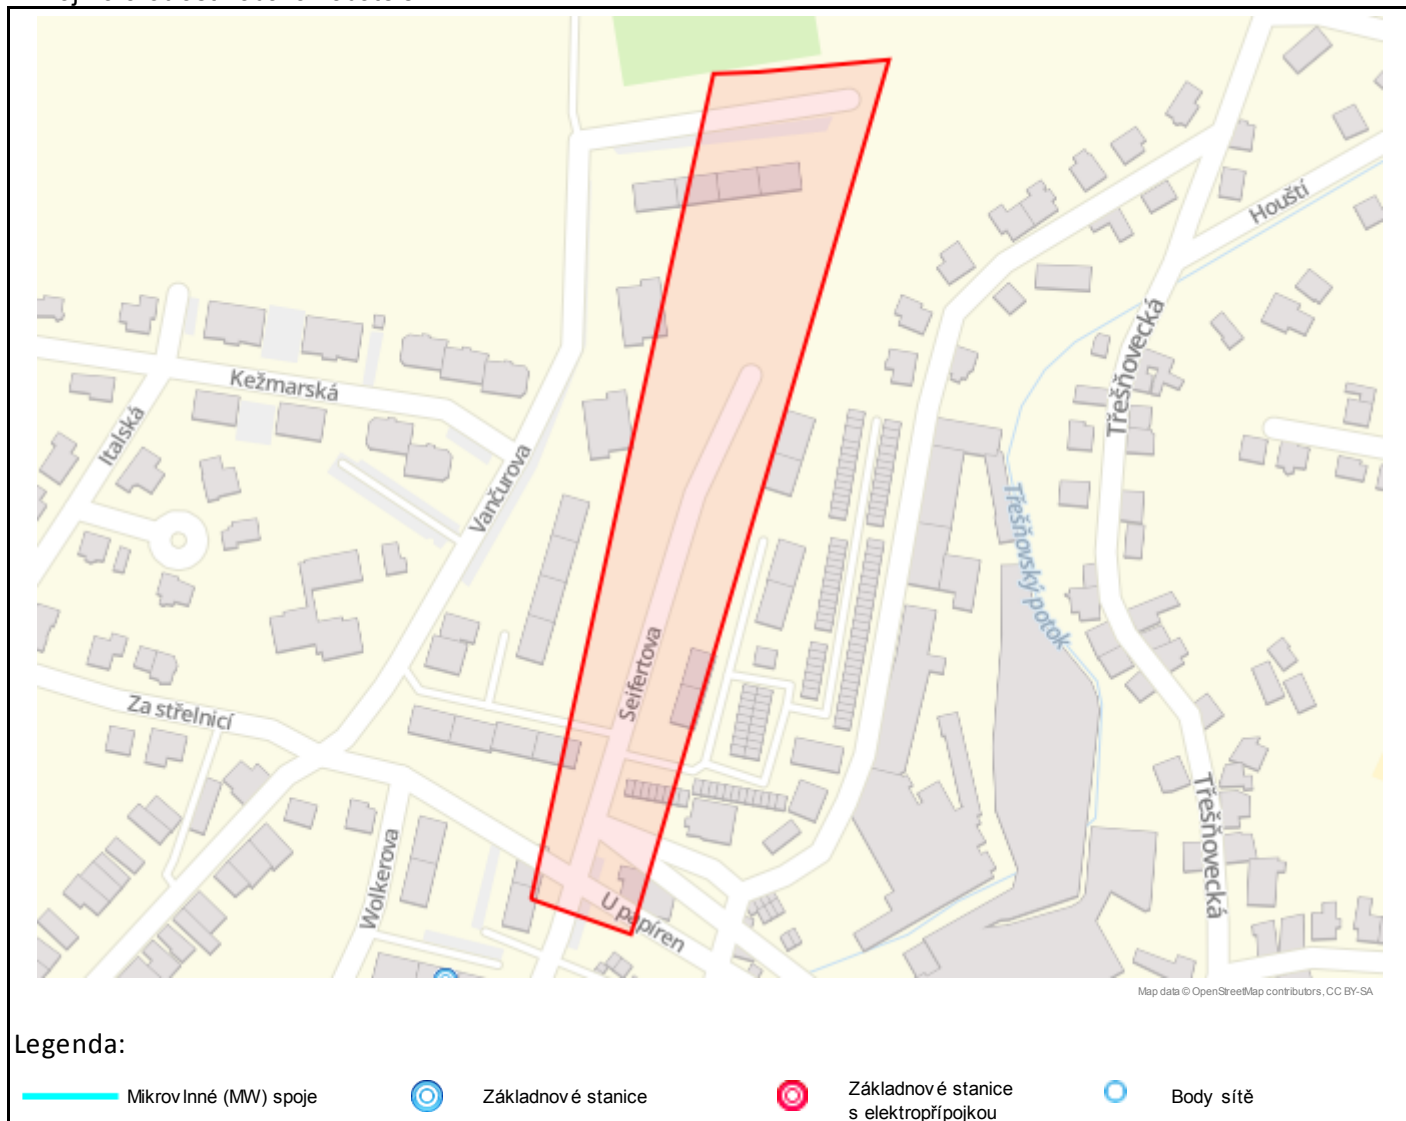 Houští
Třešňovecká
Kežmarská
Italská
Vančurova
Třešňovský potok
Seifertova
Za střelnicí
Třešňovecká
Wolkerova
U papíren
Map data © OpenStreetMap contributors, CC BY-SA
Legenda:
Mikrovlnné (MW) spoje
Základnové stanice
Základnové stanice
s elektropřípojkou
Body sítě